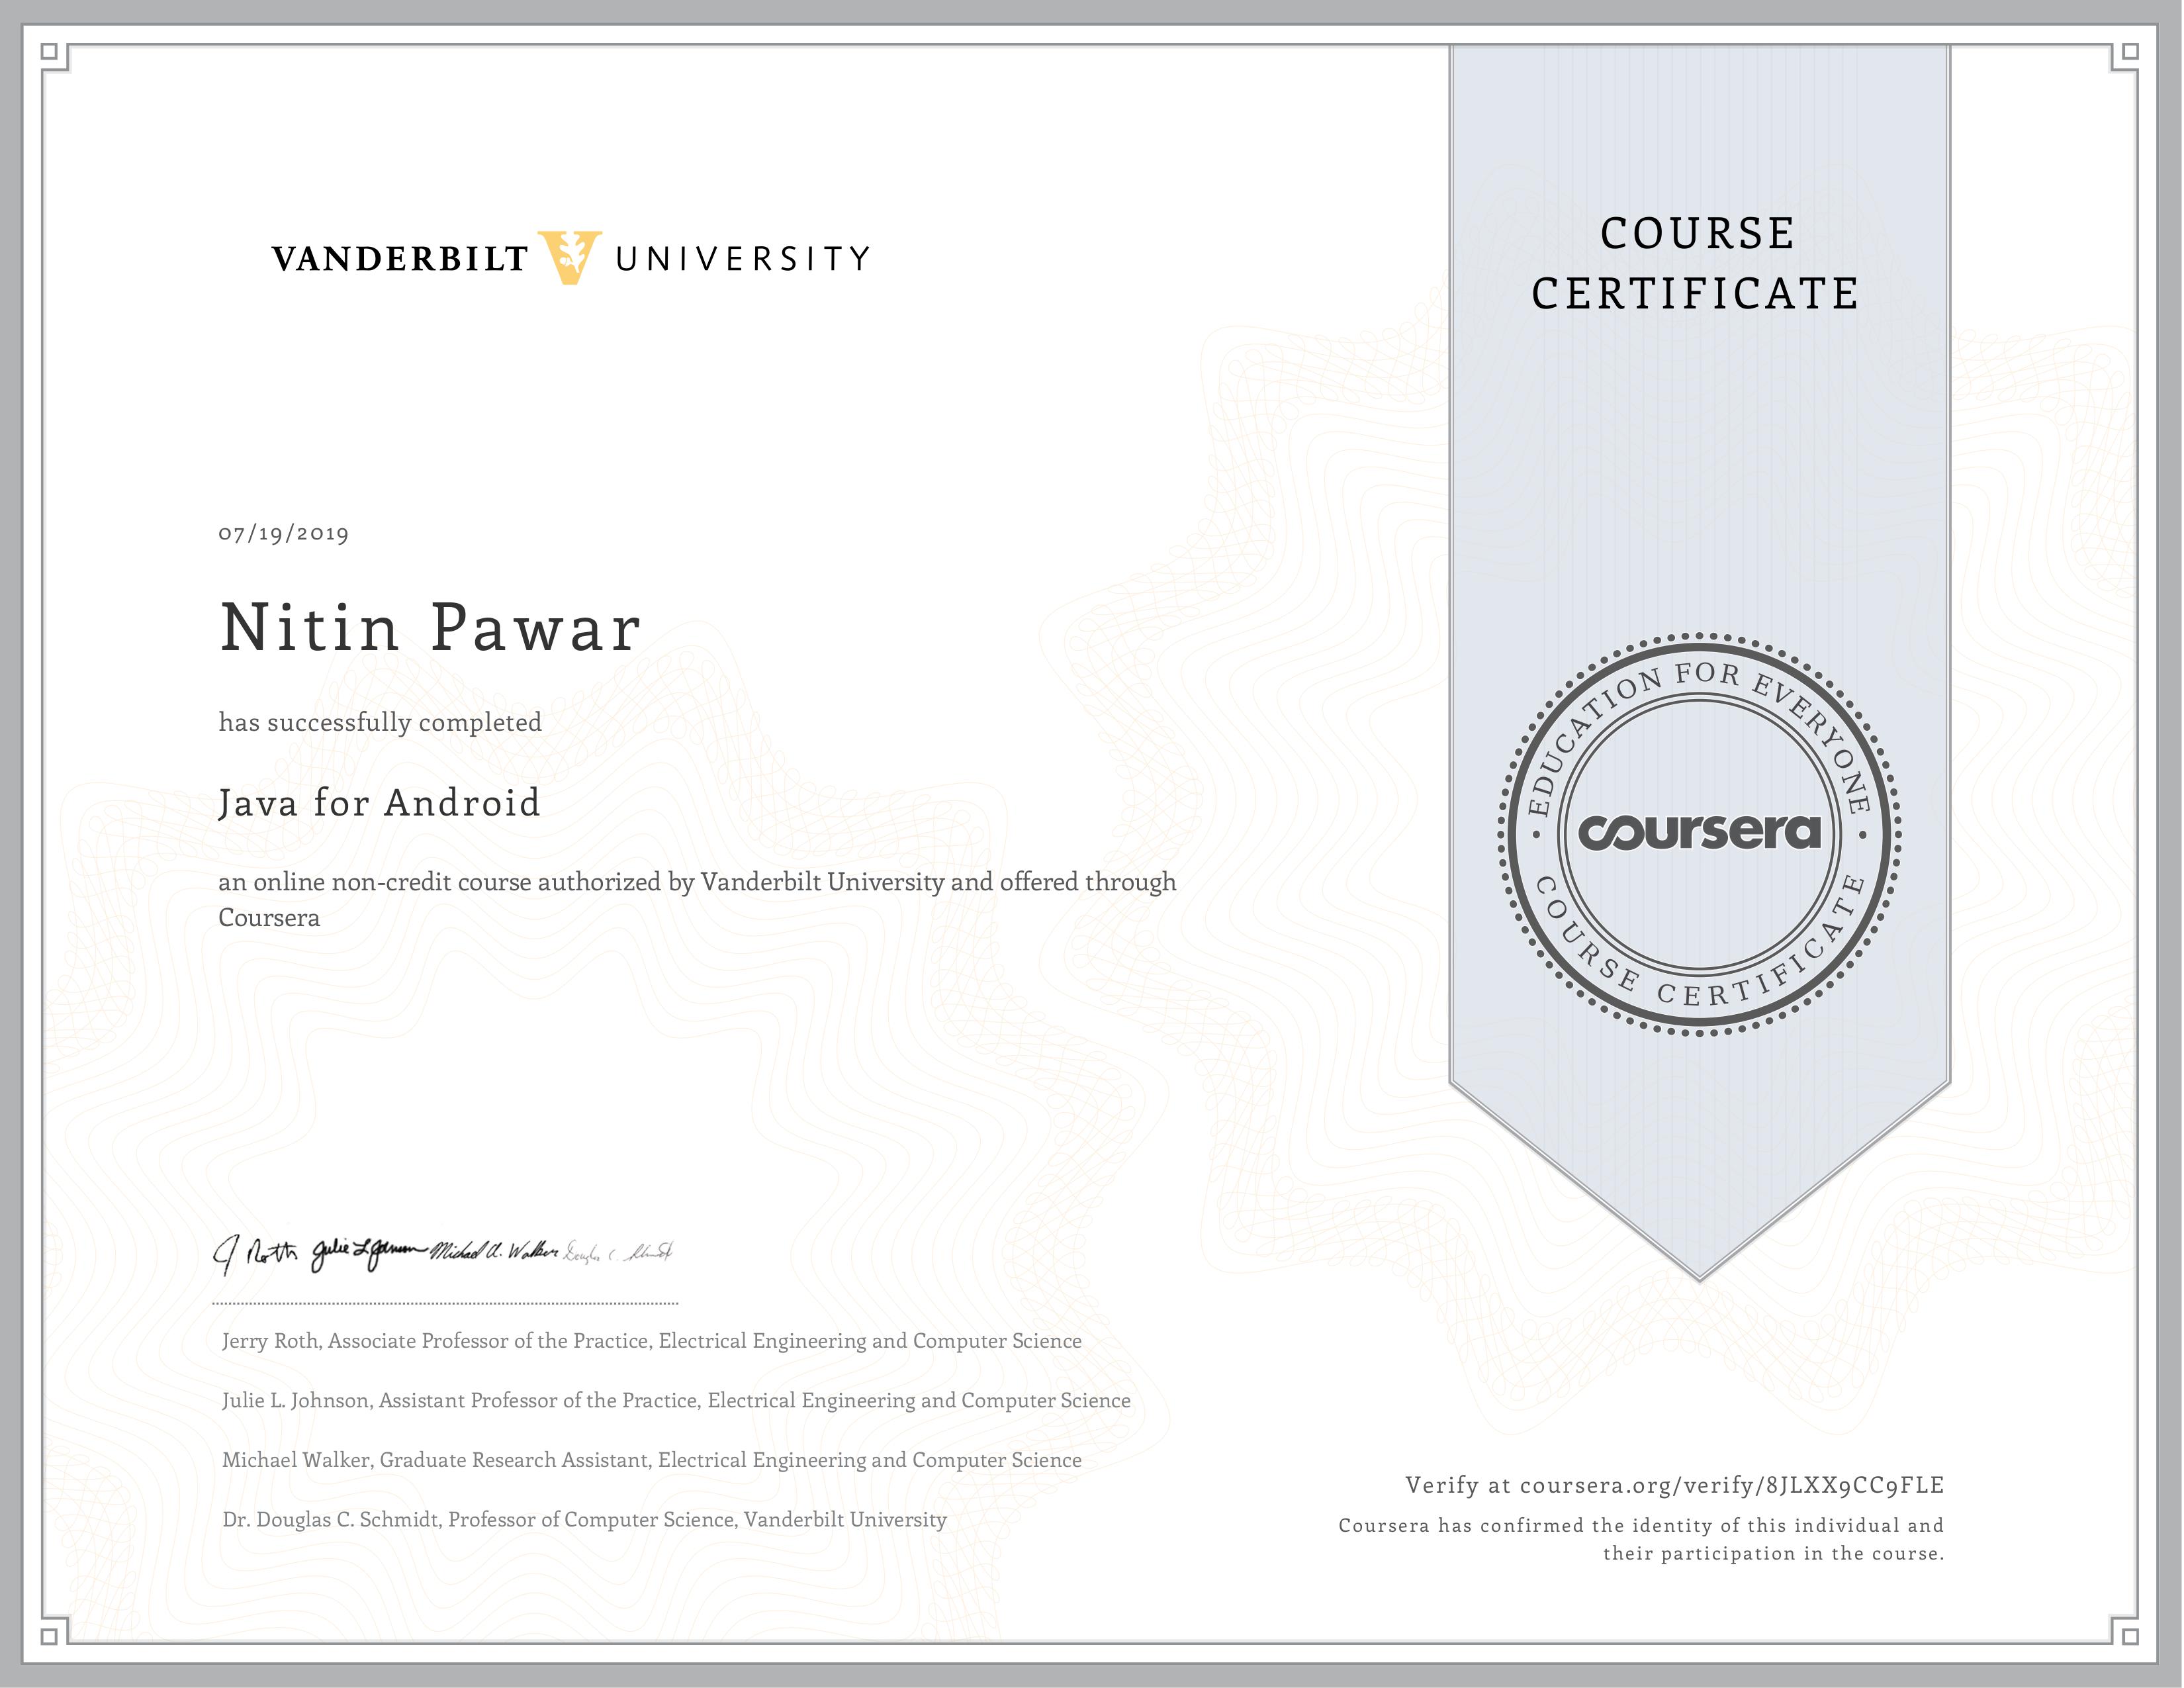 VANDERBILT V UNIVERSITY
COURSE
CERTIFICATE
07/19/2019
Nitin Pawar
has successfully completed
Java for Android
an online non-credit course authorized by Vanderbilt University and offered through
Coursera
EDUCATION FOR EVERYONE
coursera
COURSE CERTIFICATE
J Roth Julie L Johnson Michael A. Walker Douglas C. Schmidt
Jerry Roth, Associate Professor of the Practice, Electrical Engineering and Computer Science
Julie L. Johnson, Assistant Professor of the Practice, Electrical Engineering and Computer Science
Michael Walker, Graduate Research Assistant, Electrical Engineering and Computer Science
Dr. Douglas C. Schmidt, Professor of Computer Science, Vanderbilt University
Verify at coursera.org/verify/8JLXX9CC9FLE
Coursera has confirmed the identity of this individual and
their participation in the course.